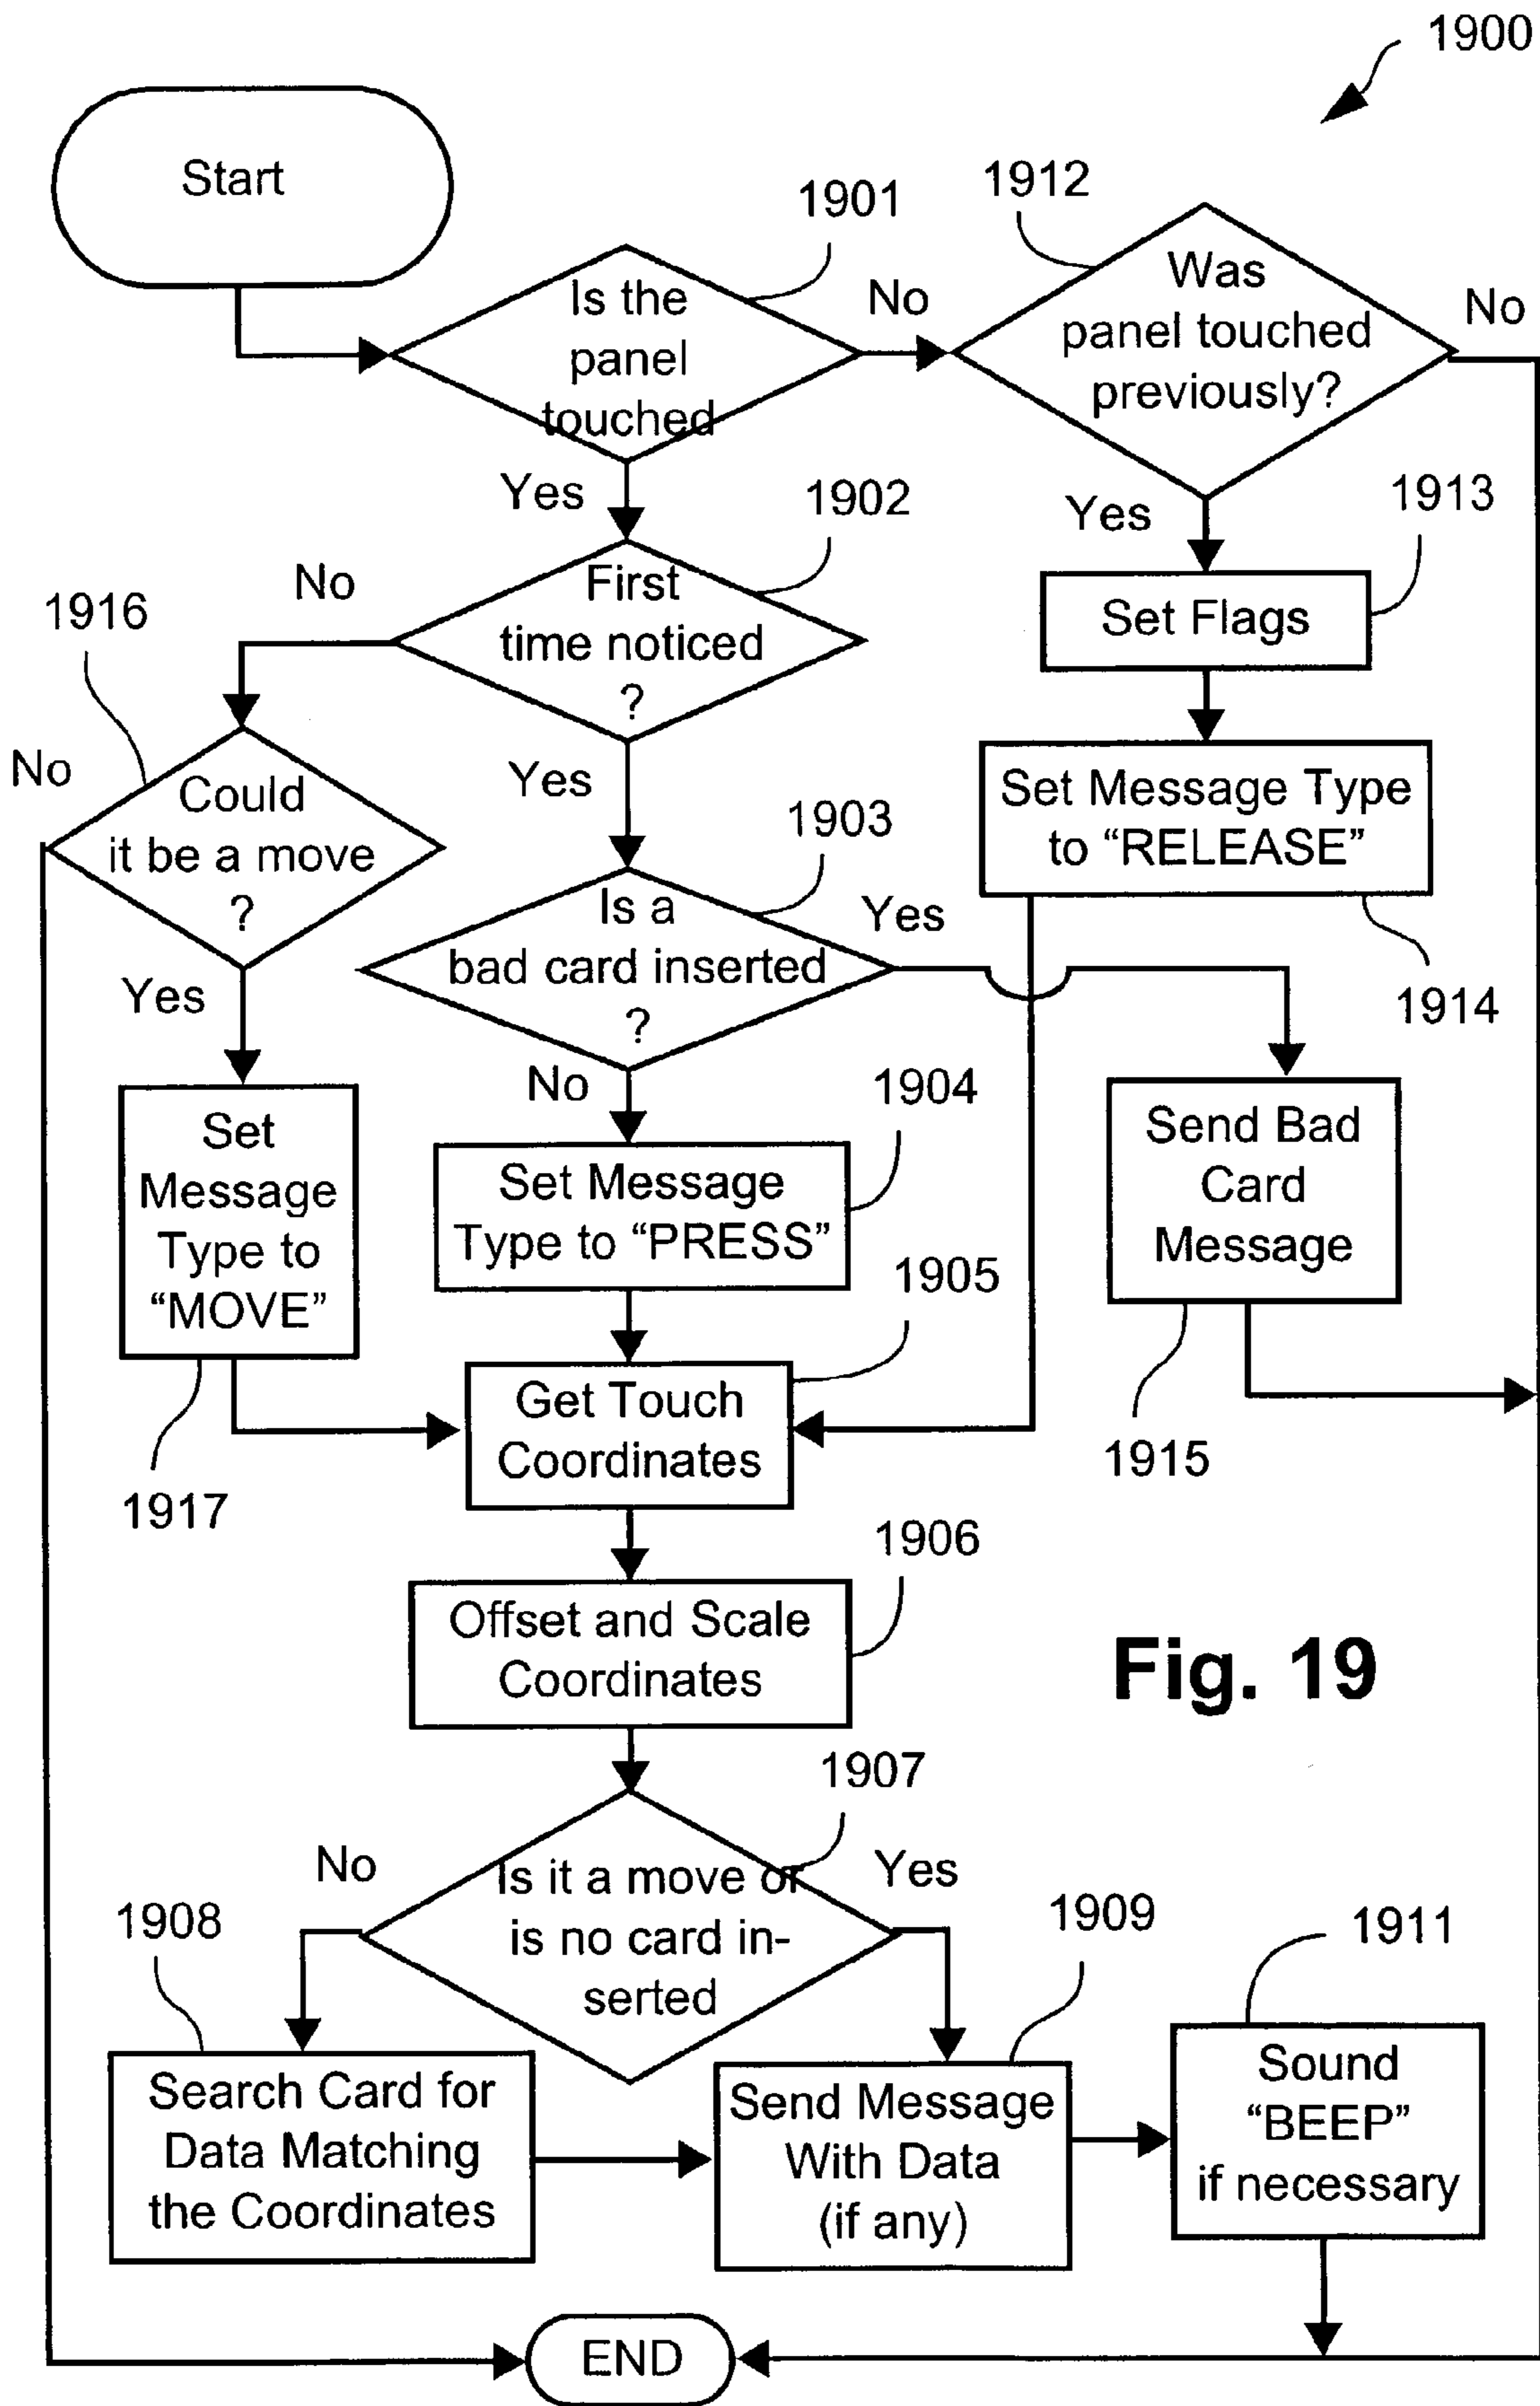 1900
Start
1901
1912
Is the
panel
touched
No
Was
panel touched
previously?
No
Yes
1902
Yes
1913
No
First
time noticed
?
Set Flags
1916
No
Could
it be a move
?
Yes
1903
Set Message Type
to “RELEASE”
Is a
bad card inserted
?
Yes
1914
Yes
No
1904
Set
Message
Type to
“MOVE”
Set Message
Type to “PRESS”
Send Bad
Card
Message
1905
Get Touch
Coordinates
1915
1917
1906
Offset and Scale
Coordinates
Fig. 19
1907
No
Is it a move or
is no card in-
serted
Yes
1908
1909
1911
Search Card for
Data Matching
the Coordinates
Send Message
With Data
(if any)
Sound
“BEEP”
if necessary
END